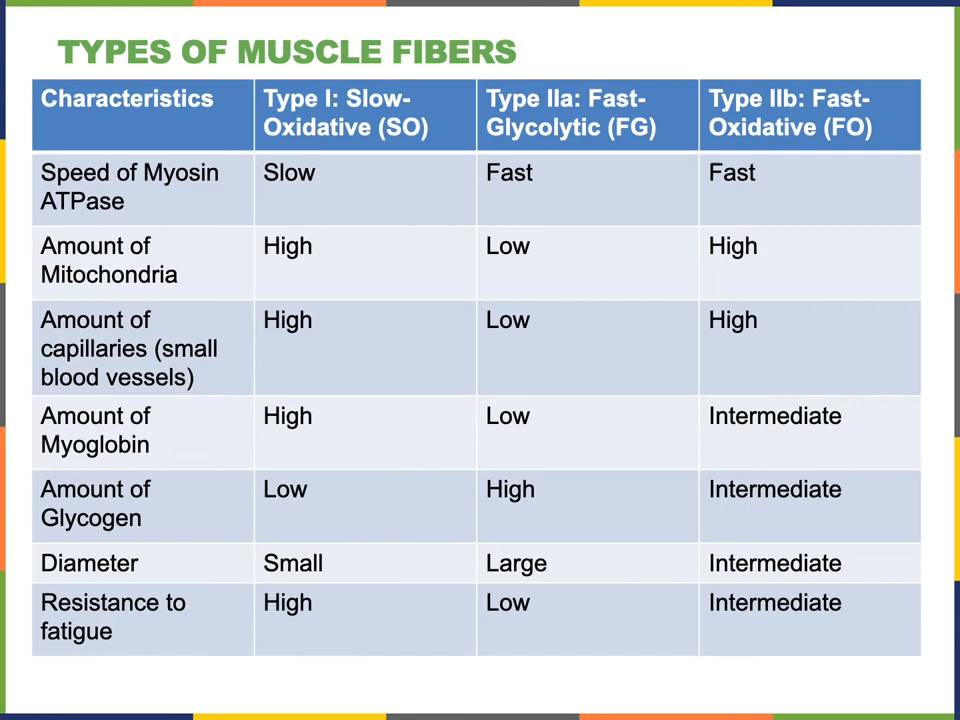 TYPES OF MUSCLE FIBERS
Characteristics
Type I: Slow-
Oxidative (SO)
Type IIa: Fast-
Glycolytic (FG)
Type IIb: Fast-
Oxidative (FO)
Speed of Myosin
ATPase
Slow
Fast
Fast
Amount of
Mitochondria
High
Low
High
Amount of
capillaries (small
blood vessels)
High
Low
High
Amount of
Myoglobin
High
Low
Intermediate
Amount of
Glycogen
Low
High
Intermediate
Diameter
Small
Large
Intermediate
Resistance to
fatigue
High
Low
Intermediate